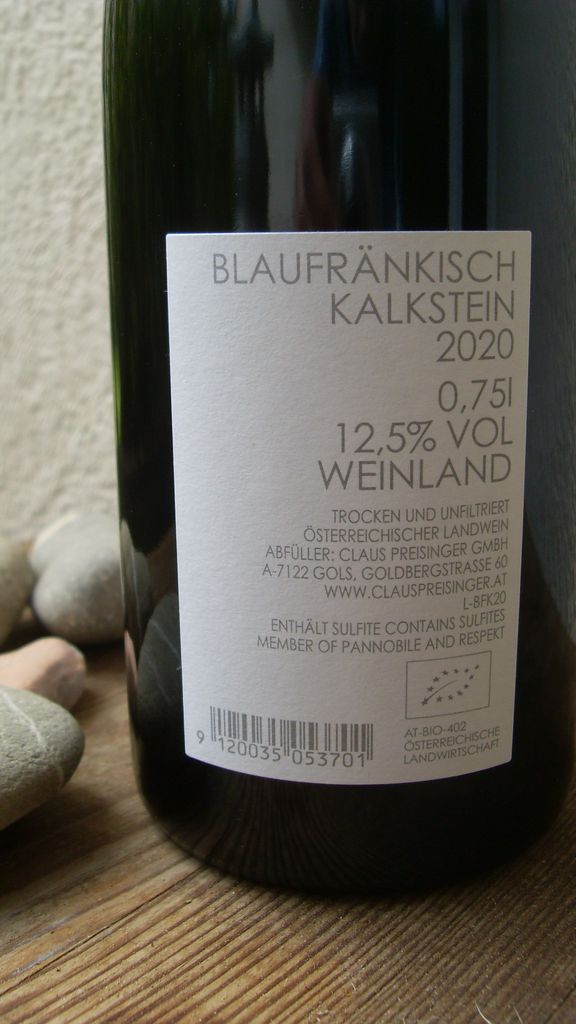 BLAUFRÄNKISCH
KALKSTEIN
2020
0,75l
12,5% VOL
WEINLAND
TROCKEN UND UNFILTRIERT
ÖSTERREICHISCHER LANDWEIN
ABFÜLLER: CLAUS PREISINGER GMBH
A-7122 GOLS, GOLDBERGSTRASSE 60
WWW.CLAUSPREISINGER.AT
L-BFK20
ENTHÄLT SULFITE CONTAINS SULFITES
MEMBER OF PANNOBILE AND RESPEKT
AT-BIO-402
ÖSTERREICHISCHE
LANDWIRTSCHAFT
9 120035 053701